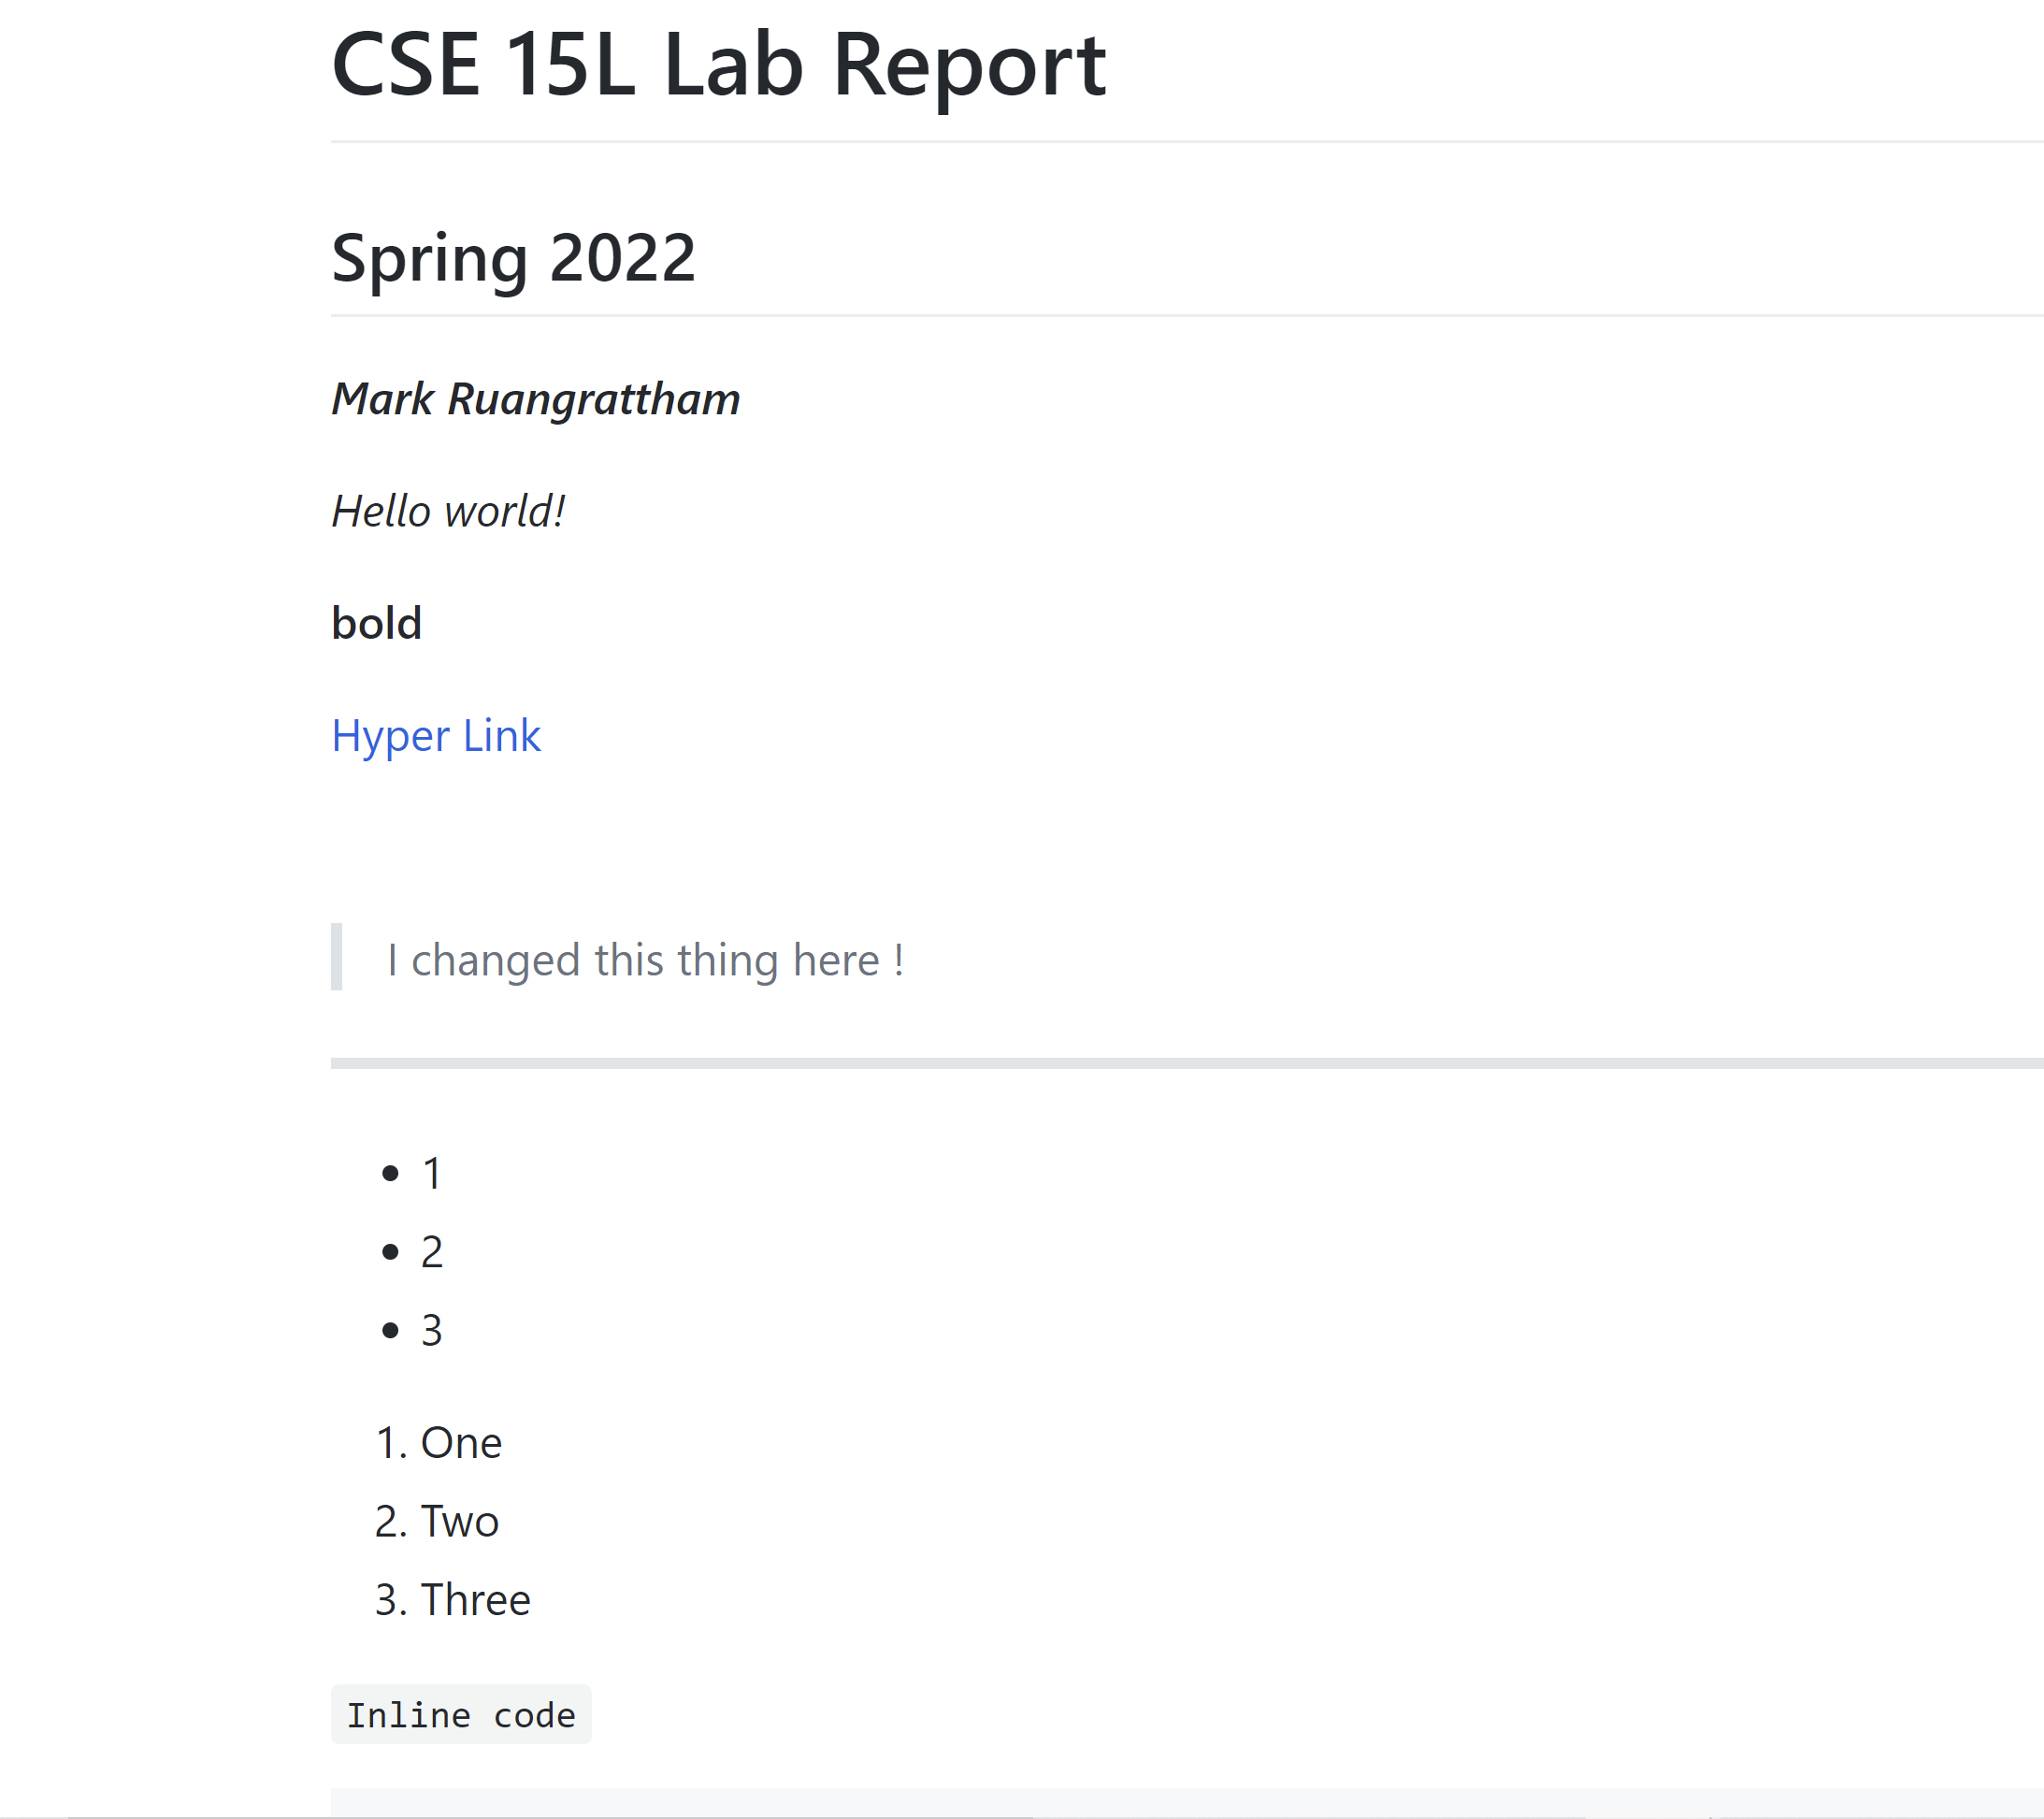 CSE 15L Lab Report
Spring 2022
Mark Ruangrattham
Hello world!
bold
Hyper Link
I changed this thing here !
• 1
• 2
• 3
1. One
2. Two
3. Three
Inline code